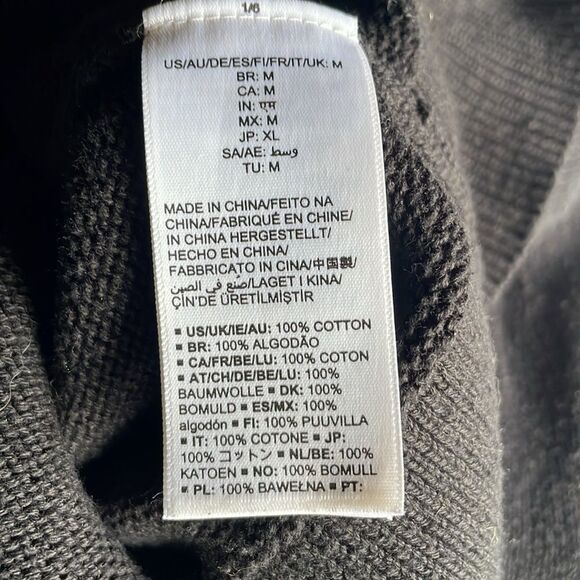 1/6
US/AU/DE/ES/FI/FR/IT/UK: M
BR: M
CA: M
IN: एम
MX: M
JP: XL
SA/AE: وسط
TU: M
MADE IN CHINA/FEITO NA
CHINA/FABRIQUÉ EN CHINE/
IN CHINA HERGESTELLT/
HECHO EN CHINA/
FABBRICATO IN CINA/中国製
/صنع في الصين/LAGET I KINA/
ÇİN'DE ÜRETİLMİŞTİR
▪ US/UK/IE/AU: 100% COTTON
▪ BR: 100% ALGODÃO
▪ CA/FR/BE/LU: 100% COTON
▪ AT/CH/DE/BE/LU: 100%
BAUMWOLLE ▪ DK: 100%
BOMULD ▪ ES/MX: 100%
algodón ▪ FI: 100% PUUVILLA
▪ IT: 100% COTONE ▪ JP:
100% コットン ▪ NL/BE: 100%
KATOEN ▪ NO: 100% BOMULL
▪ PL: 100% BAWEŁNA ▪ PT: